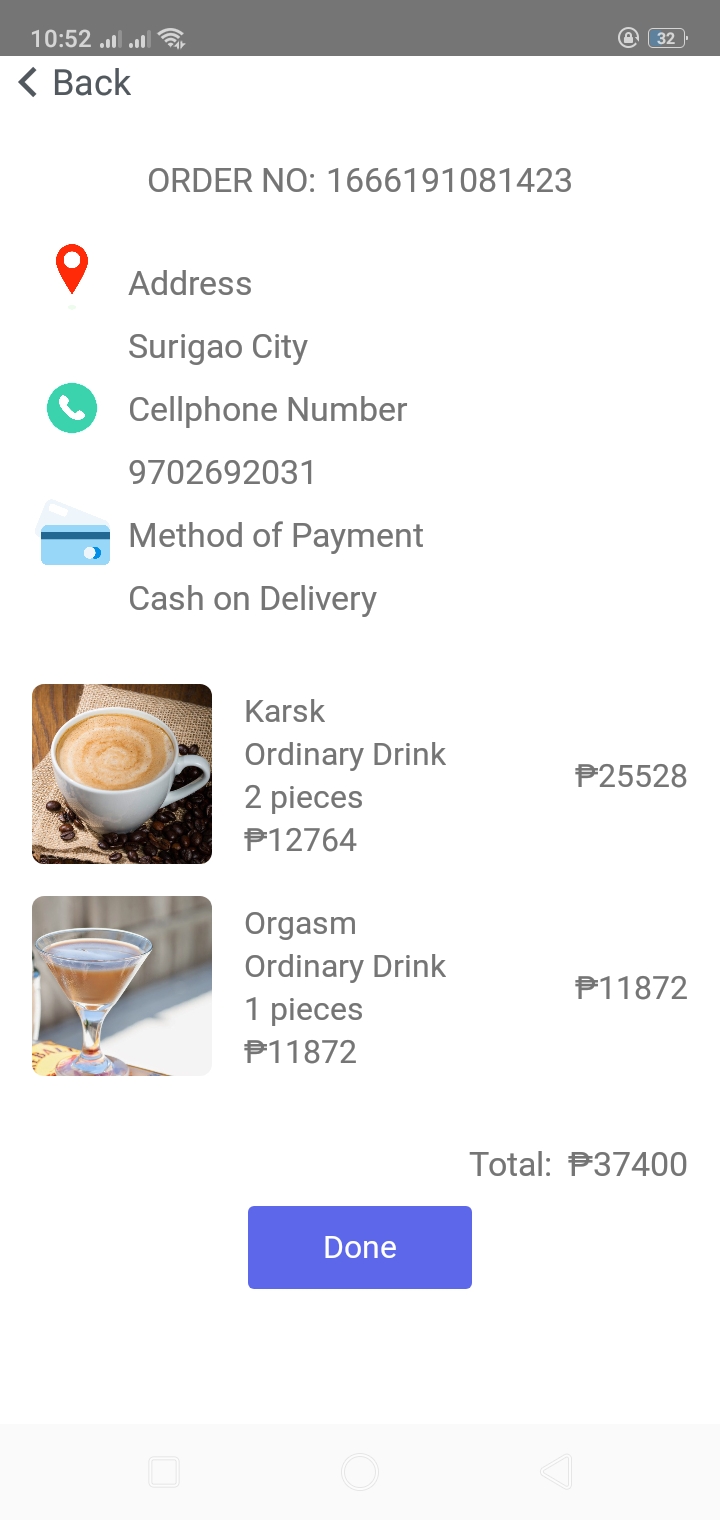 10:52
32
Back
ORDER NO: 1666191081423
Address
Surigao City
Cellphone Number
9702692031
Method of Payment
Cash on Delivery
Karsk
Ordinary Drink
2 pieces
₱12764
₱25528
Orgasm
Ordinary Drink
1 pieces
₱11872
₱11872
Total: ₱37400
Done